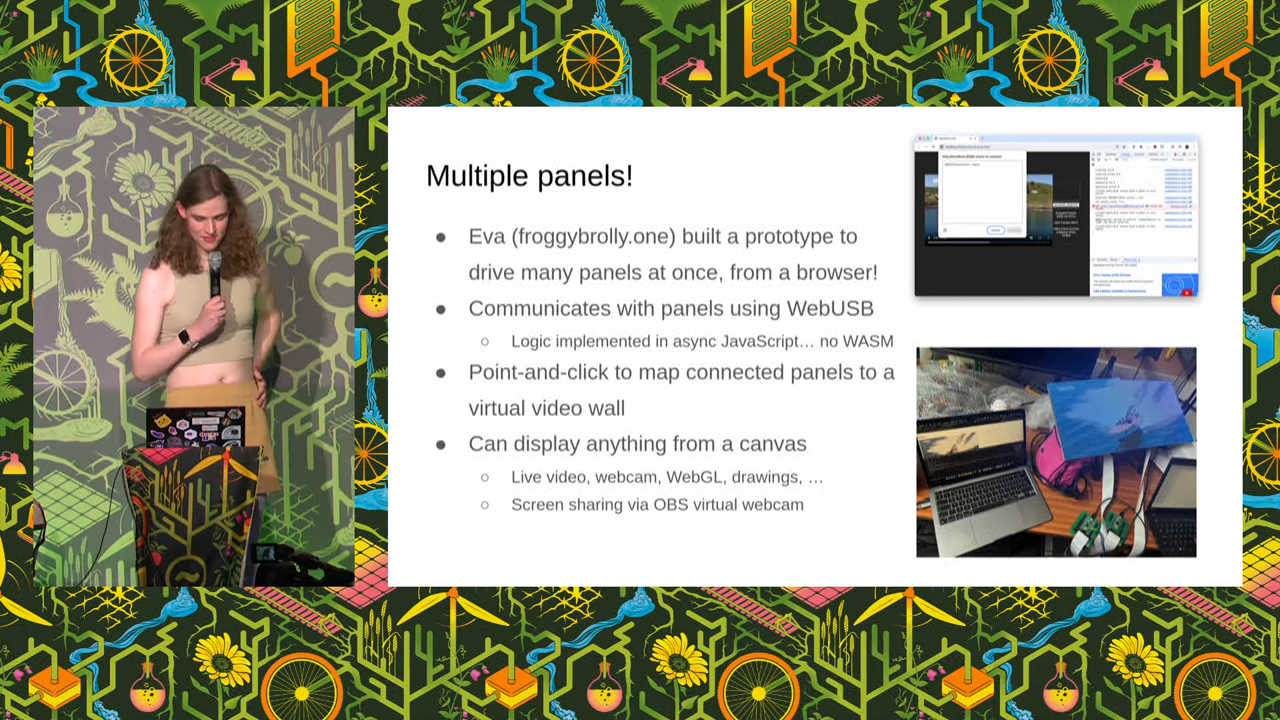 Multiple panels!
● Eva (froggybrolly.one) built a prototype to
drive many panels at once, from a browser!
● Communicates with panels using WebUSB
○ Logic implemented in async JavaScript… no WASM
● Point-and-click to map connected panels to a
virtual video wall
● Can display anything from a canvas
○ Live video, webcam, WebGL, drawings, …
○ Screen sharing via OBS virtual webcam